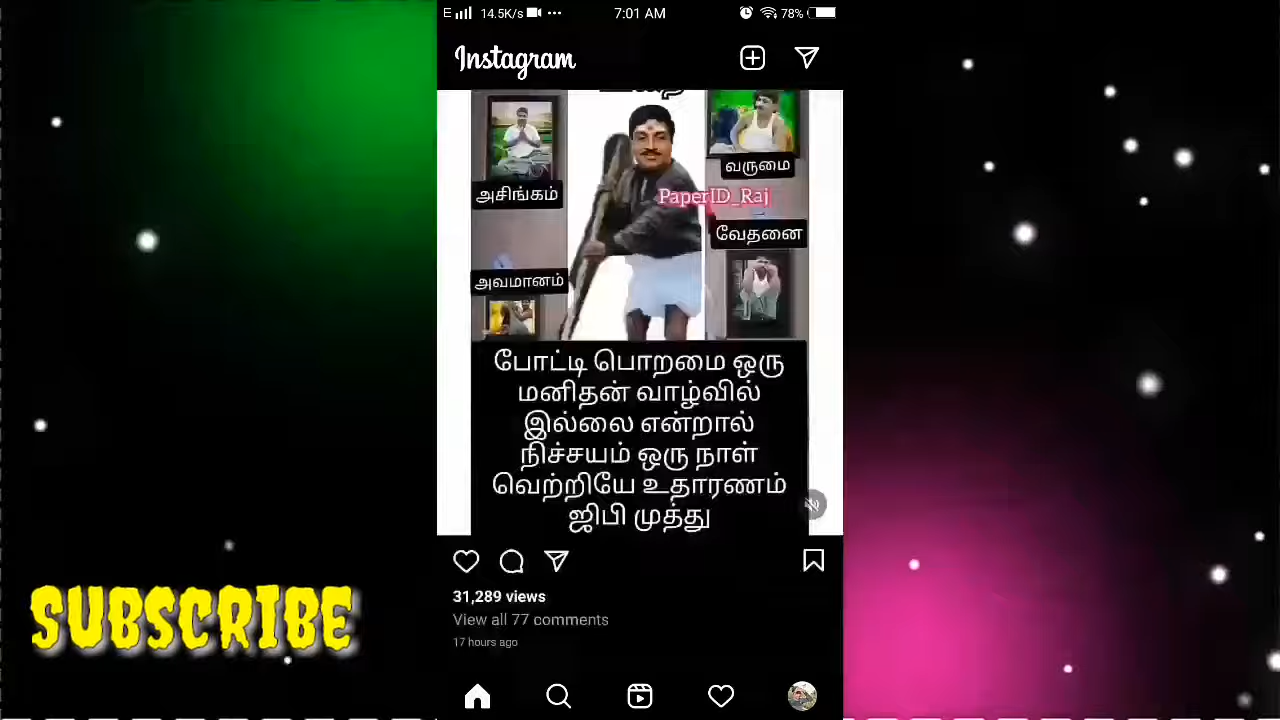 E 14.5K/s ••• 7:01 AM 78%
Instagram
வருமை
அசிங்கம்
PaperID_Raj
வேதனை
அவமானம்
போட்டி பொறமை ஒரு
மனிதன் வாழ்வில்
இல்லை என்றால்
நிச்சயம் ஒரு நாள்
வெற்றியே உதாரணம்
ஜிபி முத்து
31,289 views
View all 77 comments
17 hours ago
SUBSCRIBE